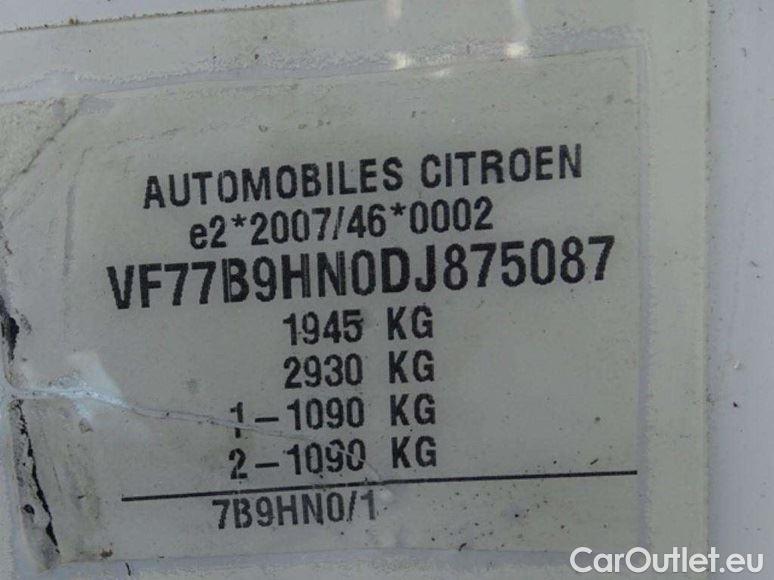 AUTOMOBILES CITROEN
e2*2007/46*0002
VF77B9HN0DJ875087
1945 KG
2930 KG
1-1090 KG
2-1090 KG
7B9HN0/1
CarOutlet.eu